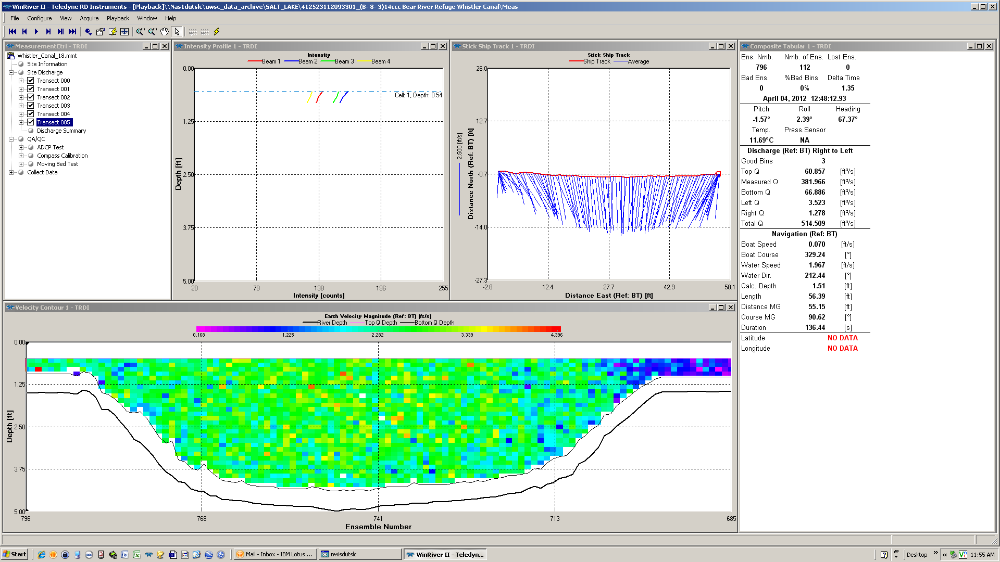 WinRiver II - Teledyne RD Instruments - [Playback]\\Nas1dutslc\uwsc_data_archive\SALT_LAKE\412523112093301_(B- 8- 3)14ccc Bear River Refuge Whistler Canal\Meas
File Configure View Acquire Playback Window Help
MeasurementCtrl - TRDI
Whistler_Canal_18.mmt
Site Information
Site Discharge
Transect 000
Transect 001
Transect 002
Transect 003
Transect 004
Transect 005
Discharge Summary
QA/QC
ADCP Test
Compass Calibration
Moving Bed Test
Collect Data
Intensity Profile 1 - TRDI
Intensity
Beam 1 Beam 2 Beam 3 Beam 4
0.00
Cell: 1, Depth: 0.54
1.25
2.50
3.75
5.00
Depth [ft]
20 79 138 196 255
Intensity [counts]
Stick Ship Track 1 - TRDI
Stick Ship Track
Ship Track Average
26.0
12.7
-0.7
-14.0
-27.3
2.500 [ft/s]
Distance North (Ref: BT) [ft]
-2.8 12.4 27.7 42.9 58.1
Distance East (Ref: BT) [ft]
Composite Tabular 1 - TRDI
Ens. Nmb. Nmb. of Ens. Lost Ens.
796 112 0
Bad Ens. %Bad Bins Delta Time
0 0% 1.35
April 04, 2012 12:48:12.93
Pitch Roll Heading
-1.57° 2.39° 67.37°
Temp. Press.Sensor
11.69°C NA
Discharge (Ref: BT) Right to Left
Good Bins 3
Top Q 60.857 [ft³/s]
Measured Q 381.966 [ft³/s]
Bottom Q 66.886 [ft³/s]
Left Q 3.523 [ft³/s]
Right Q 1.278 [ft³/s]
Total Q 514.509 [ft³/s]
Navigation (Ref: BT)
Boat Speed 0.070 [ft/s]
Boat Course 329.24 [°]
Water Speed 1.967 [ft/s]
Water Dir. 212.44 [°]
Calc. Depth 1.51 [ft]
Length 56.39 [ft]
Distance MG 55.15 [ft]
Course MG 90.62 [°]
Duration 136.44 [s]
Latitude NO DATA
Longitude NO DATA
Velocity Contour 1 - TRDI
Earth Velocity Magnitude (Ref: BT) [ft/s]
River Depth Top Q Depth Bottom Q Depth
0.168 1.225 2.282 3.339 4.396
0.00
1.25
2.50
3.75
5.00
Depth [ft]
796 768 741 713 685
Ensemble Number
Start Mail - Inbox - IBM Lotus ... nwisdutslc WinRiver II - Teledyn... Desktop 11:55 AM